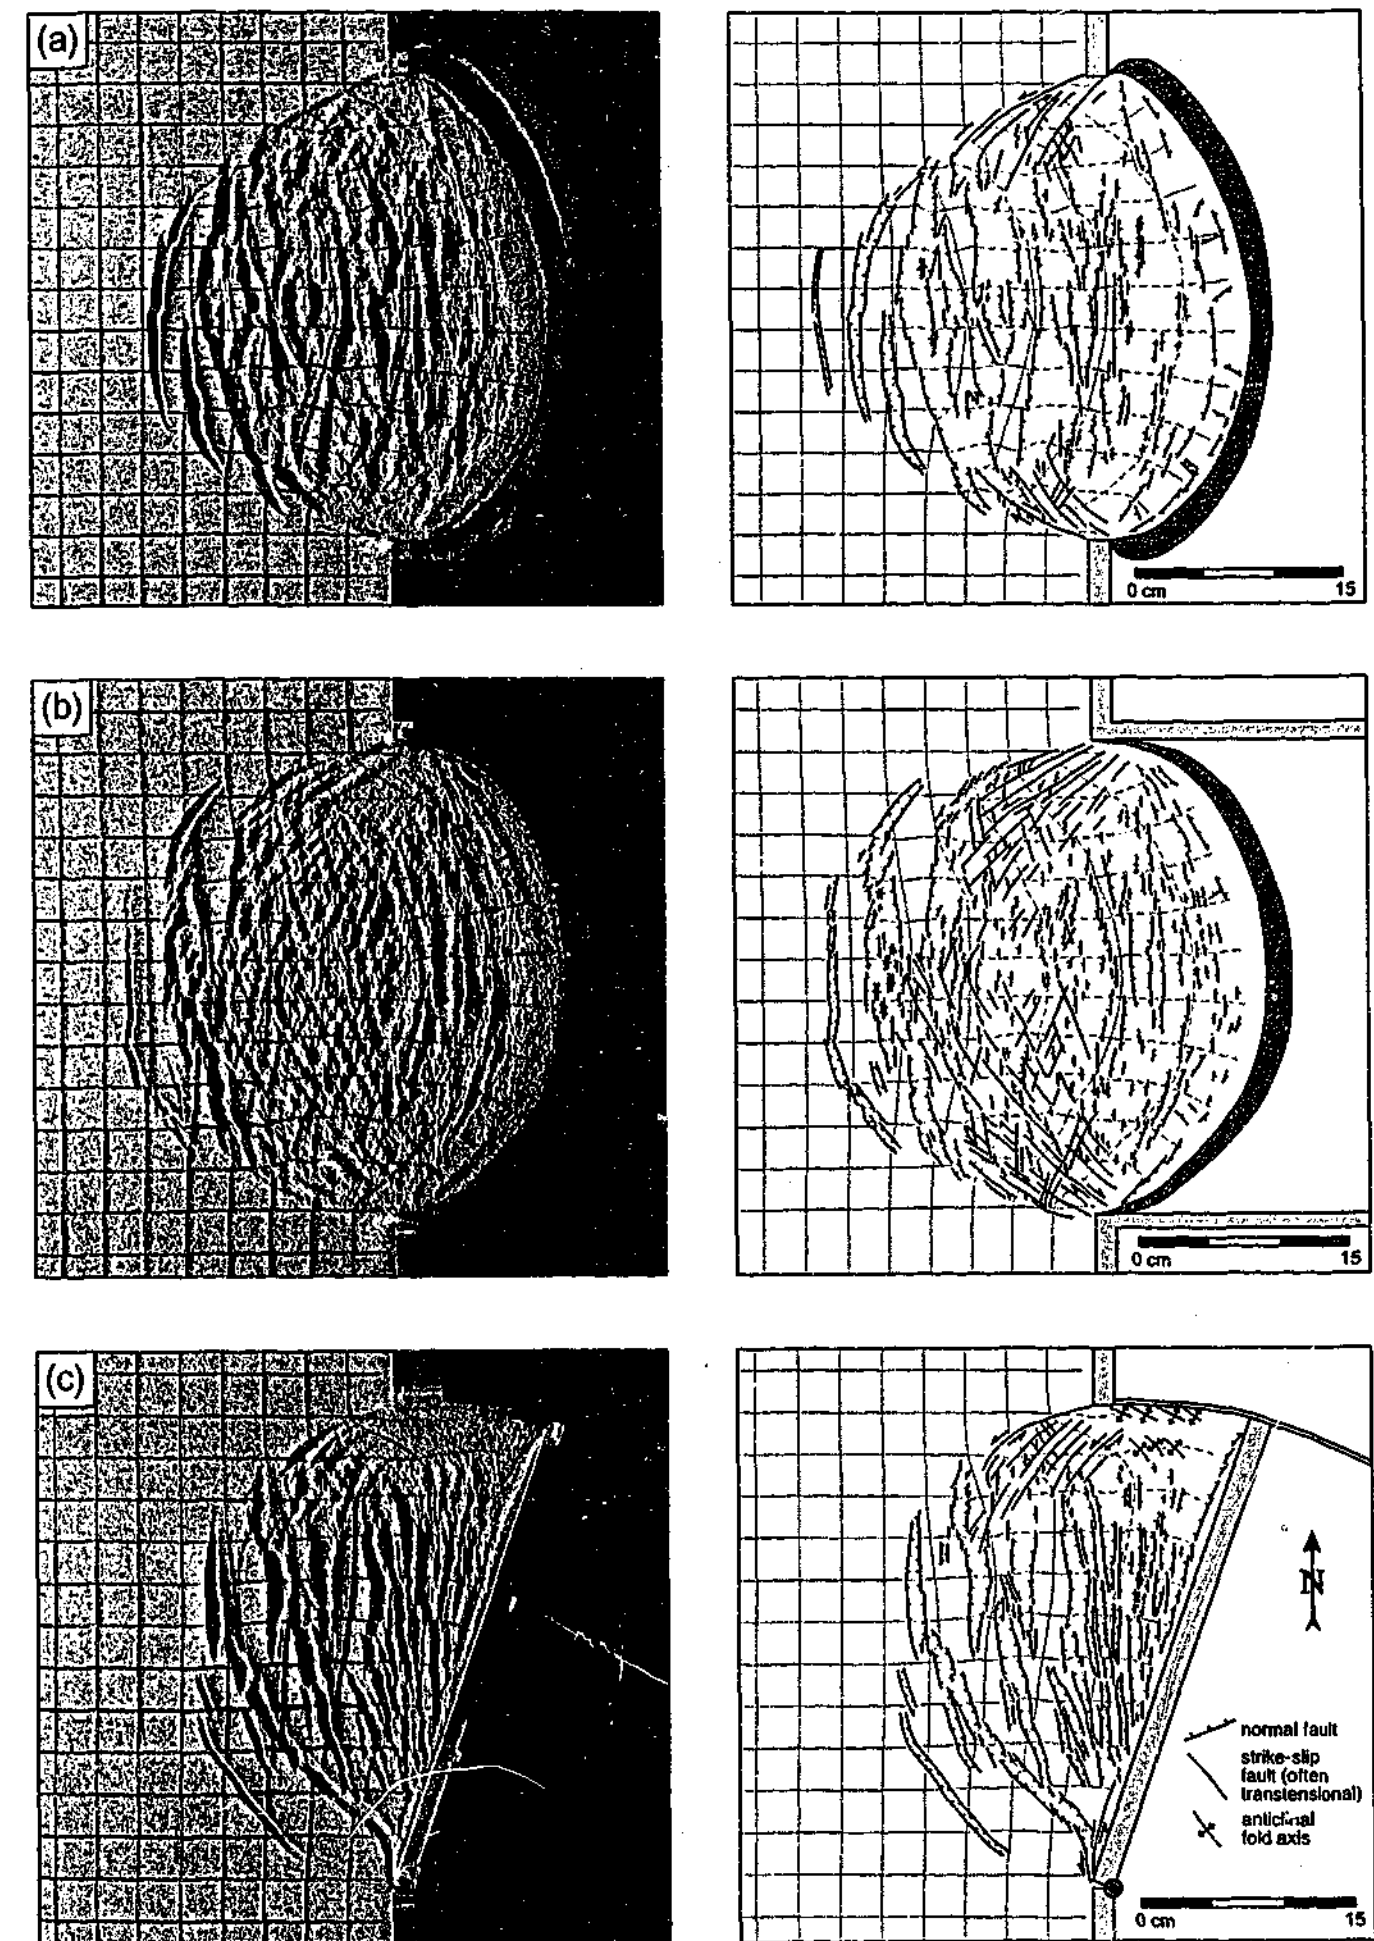 (a)
0 cm 15
(b)
0 cm 15
(c)
N
normal fault
strike-slip
fault (often
transtensional)
anticlinal
fold axis
0 cm 15